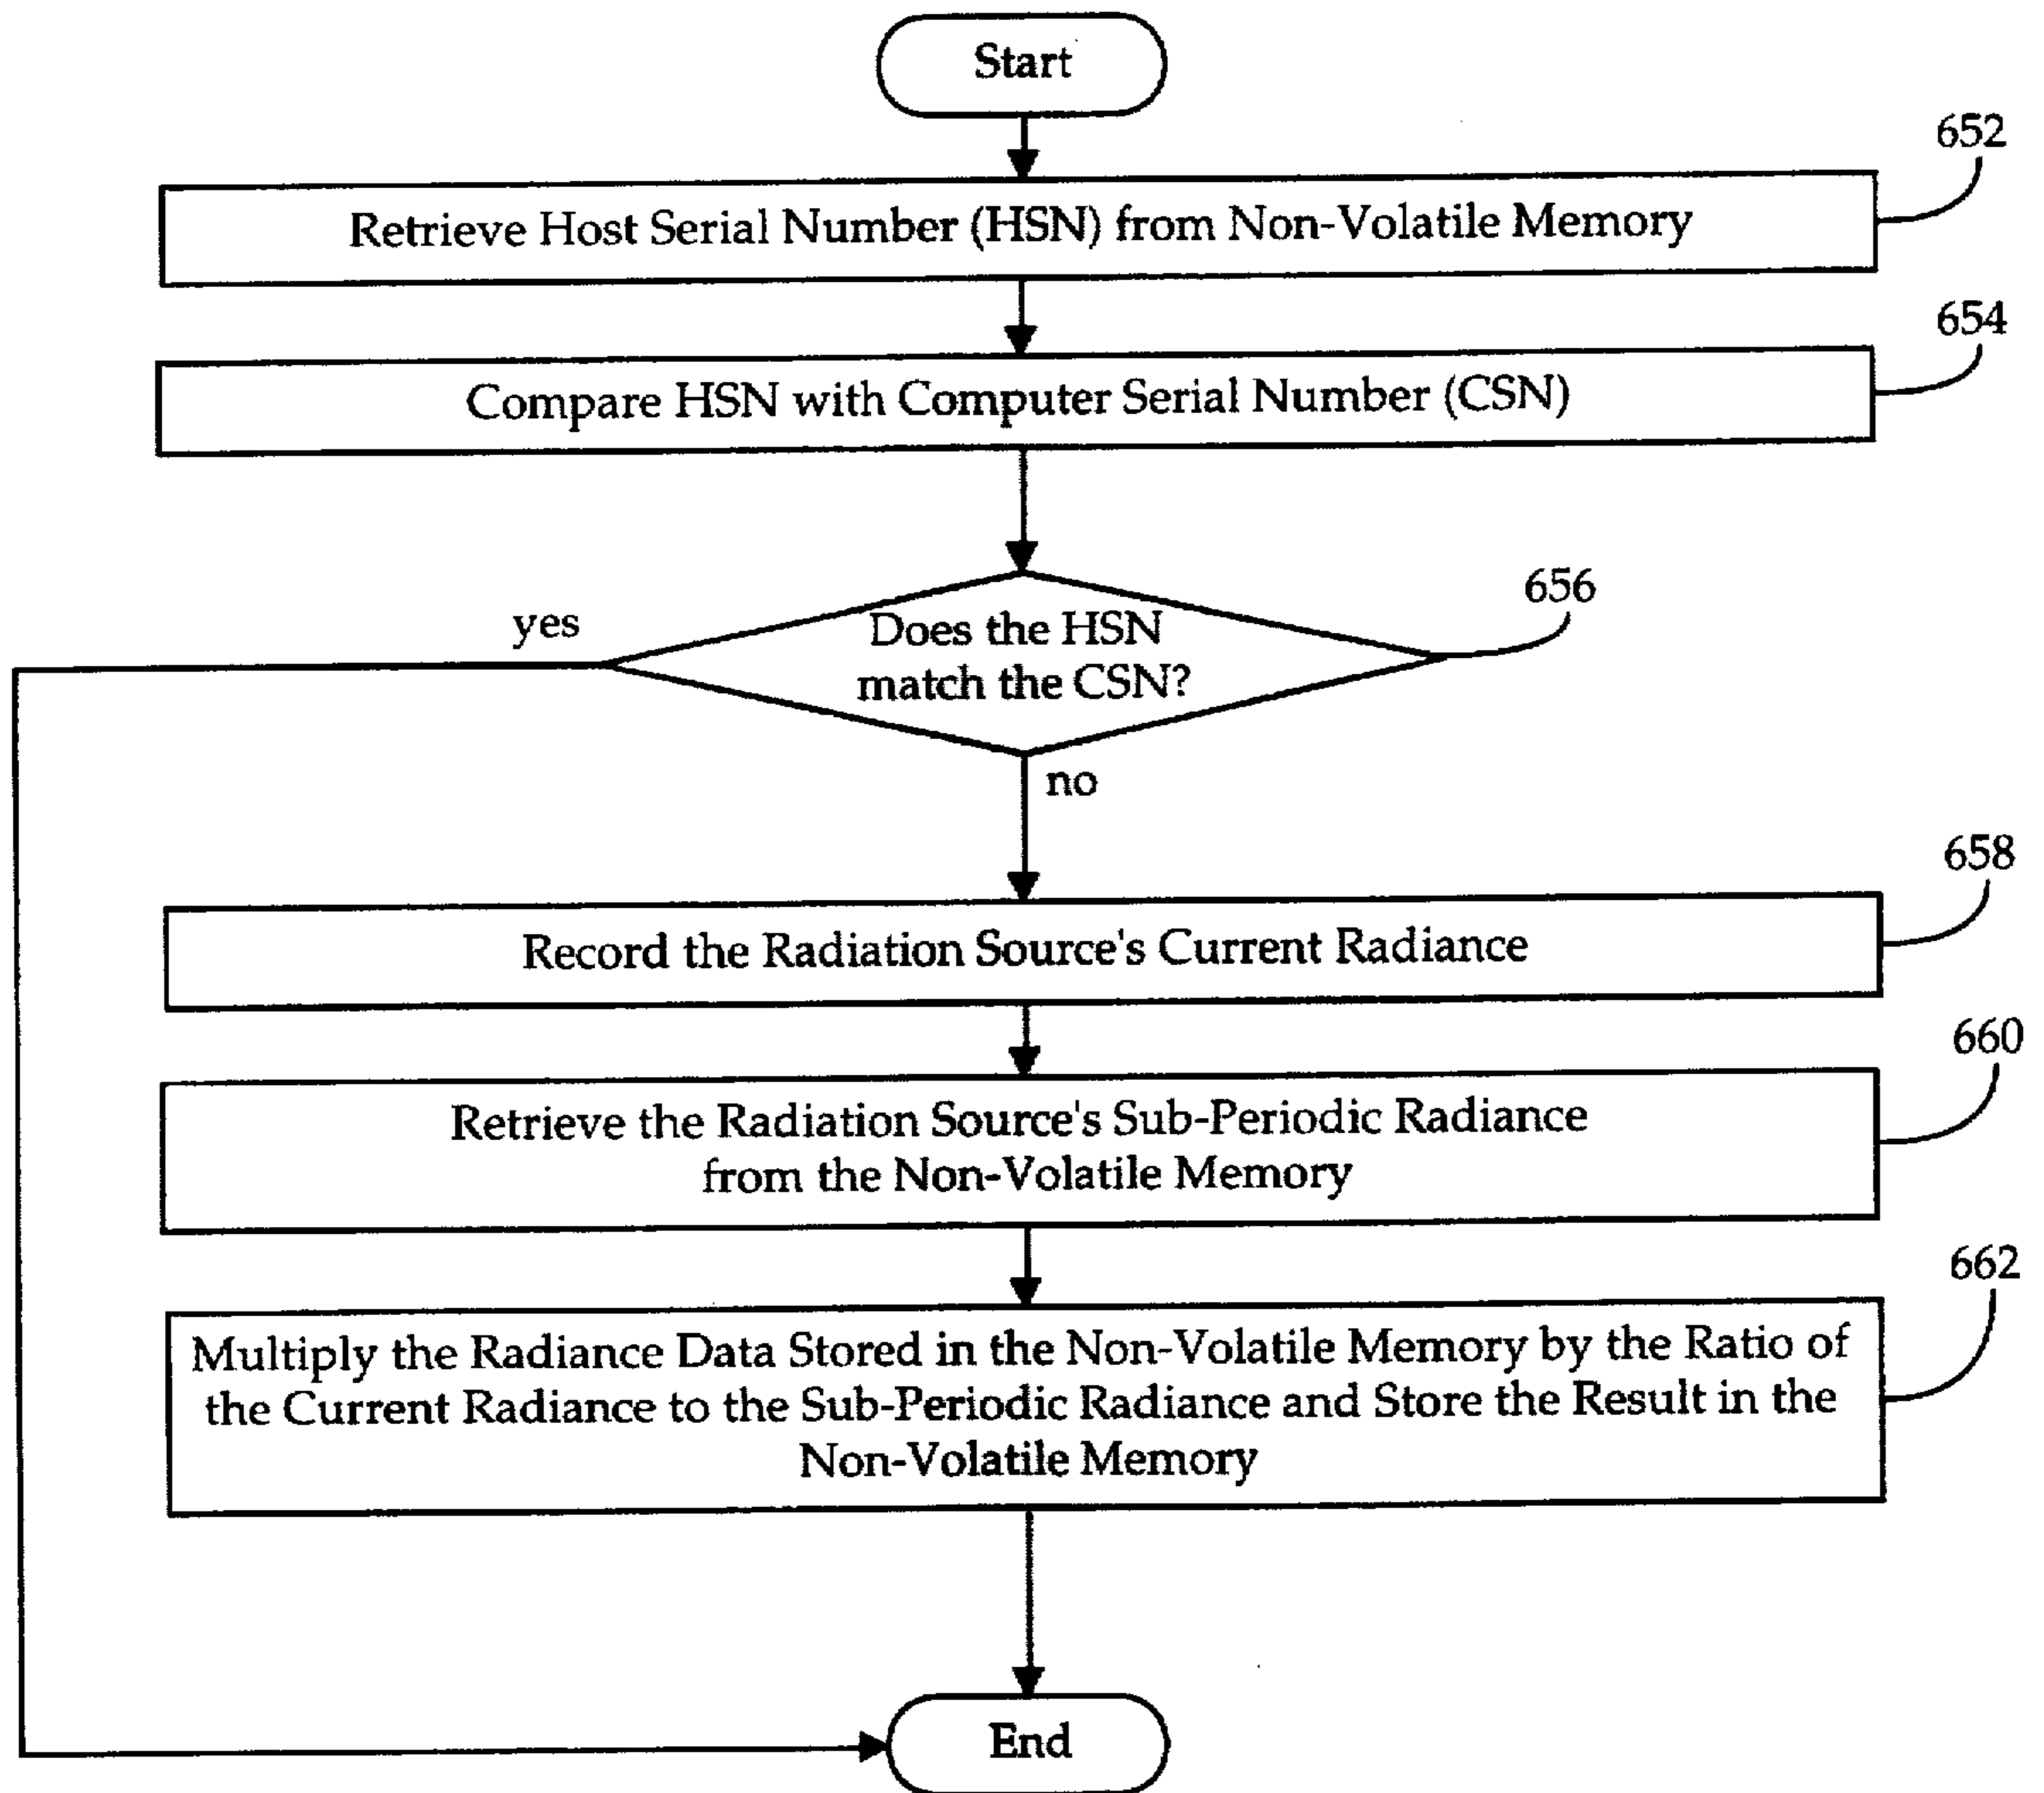 Start
652
Retrieve Host Serial Number (HSN) from Non-Volatile Memory
654
Compare HSN with Computer Serial Number (CSN)
656
yes
Does the HSN
match the CSN?
no
658
Record the Radiation Source's Current Radiance
660
Retrieve the Radiation Source's Sub-Periodic Radiance
from the Non-Volatile Memory
662
Multiply the Radiance Data Stored in the Non-Volatile Memory by the Ratio of
the Current Radiance to the Sub-Periodic Radiance and Store the Result in the
Non-Volatile Memory
End